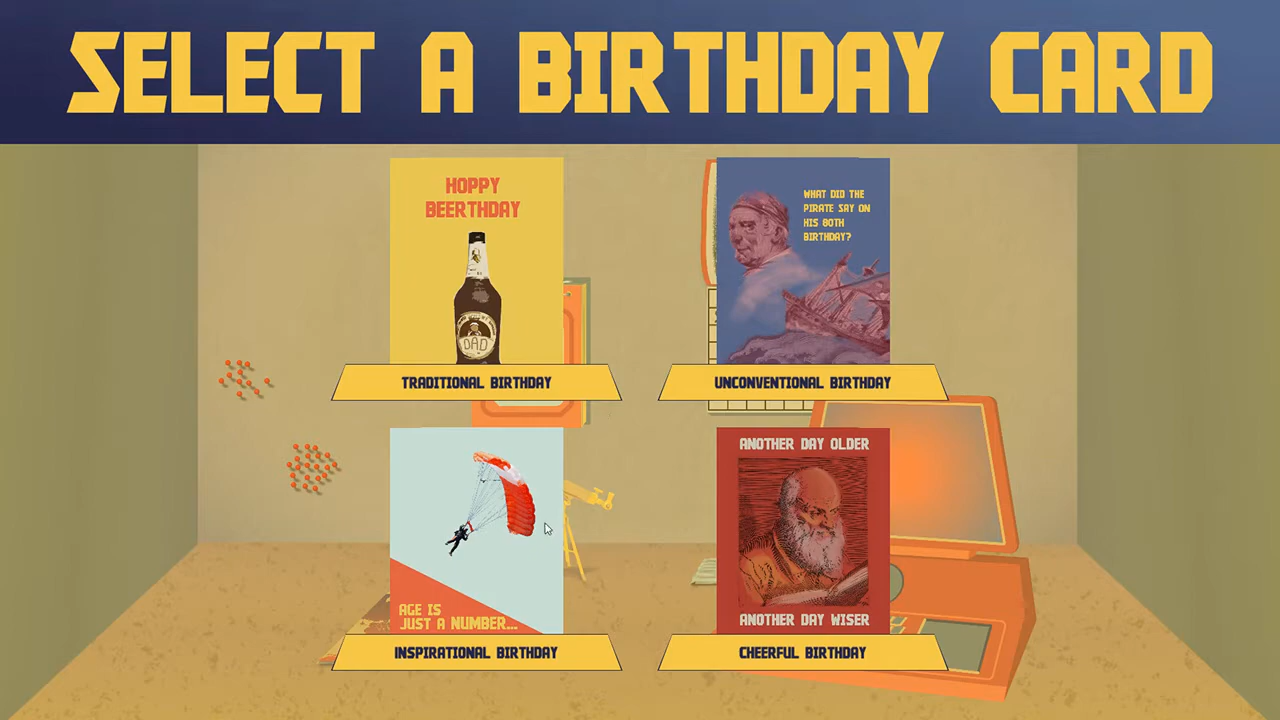 SELECT A BIRTHDAY CARD
HOPPY
BEERTHDAY
DAD
TRADITIONAL BIRTHDAY
WHAT DID THE
PIRATE SAY ON
HIS 80TH
BIRTHDAY?
UNCONVENTIONAL BIRTHDAY
AGE IS
JUST A NUMBER...
INSPIRATIONAL BIRTHDAY
ANOTHER DAY OLDER
ANOTHER DAY WISER
CHEERFUL BIRTHDAY